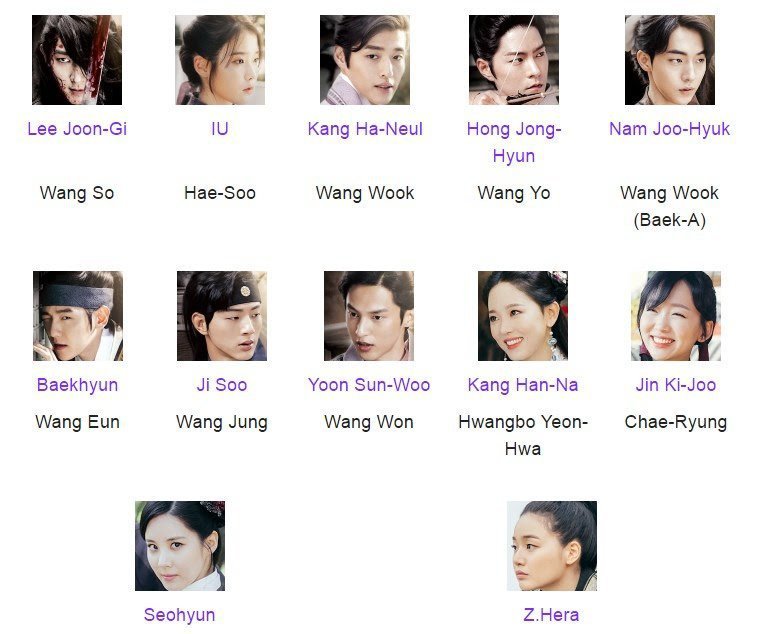 Lee Joon-Gi
IU
Kang Ha-Neul
Hong Jong-
Hyun
Nam Joo-Hyuk
Wang So
Hae-Soo
Wang Wook
Wang Yo
Wang Wook
(Baek-A)
Baekhyun
Ji Soo
Yoon Sun-Woo
Kang Han-Na
Jin Ki-Joo
Wang Eun
Wang Jung
Wang Won
Hwangbo Yeon-
Hwa
Chae-Ryung
Seohyun
Z.Hera